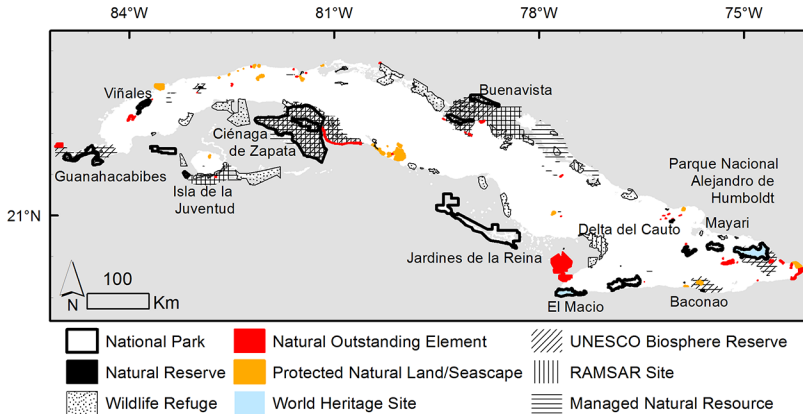 84°W 81°W 78°W 75°W
Viñales
Buenavista
Ciénaga
de Zapata
Parque Nacional
Alejandro de
Humboldt
Guanahacabibes
Isla de la
Juventud
21°N
Mayari
Delta del Cauto
Jardines de la Reina
100
Km
N
El Macio
Baconao
National Park
Natural Outstanding Element
UNESCO Biosphere Reserve
Natural Reserve
Protected Natural Land/Seascape
RAMSAR Site
Wildlife Refuge
World Heritage Site
Managed Natural Resource